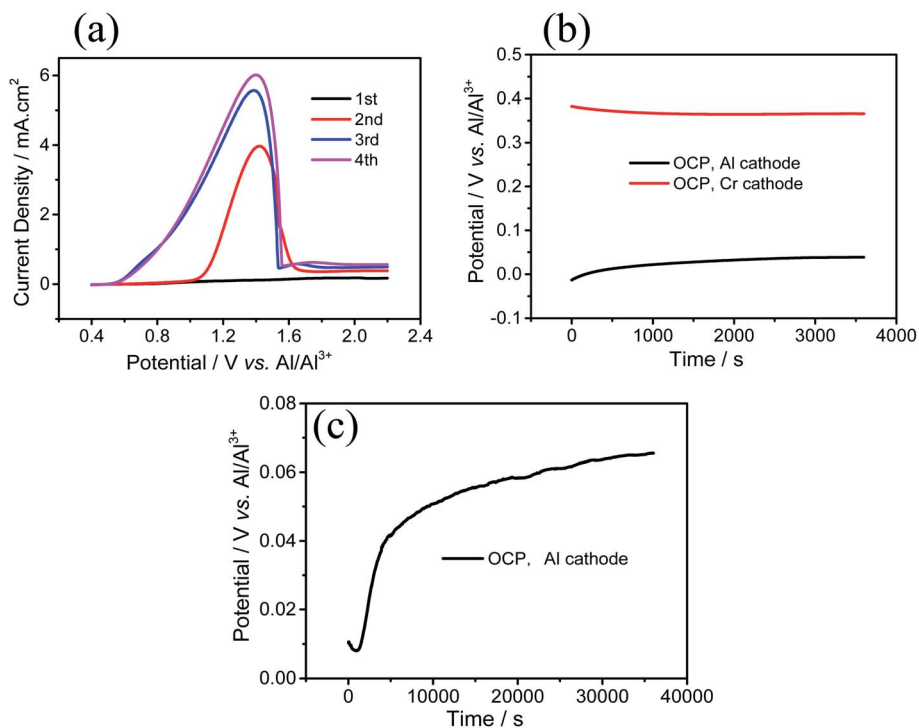 (a)
6
4
2
0
Current Density / mA.cm²
1st
2nd
3rd
4th
0.4 0.8 1.2 1.6 2.0 2.4
Potential / V vs. Al/Al³⁺
(b)
0.5
0.4
0.3
0.2
0.1
0.0
-0.1
Potential / V vs. Al/Al³⁺
OCP, Al cathode
OCP, Cr cathode
0 1000 2000 3000 4000
Time / s
(c)
0.08
0.06
0.04
0.02
0.00
Potential / V vs. Al/Al³⁺
OCP, Al cathode
0 10000 20000 30000 40000
Time / s